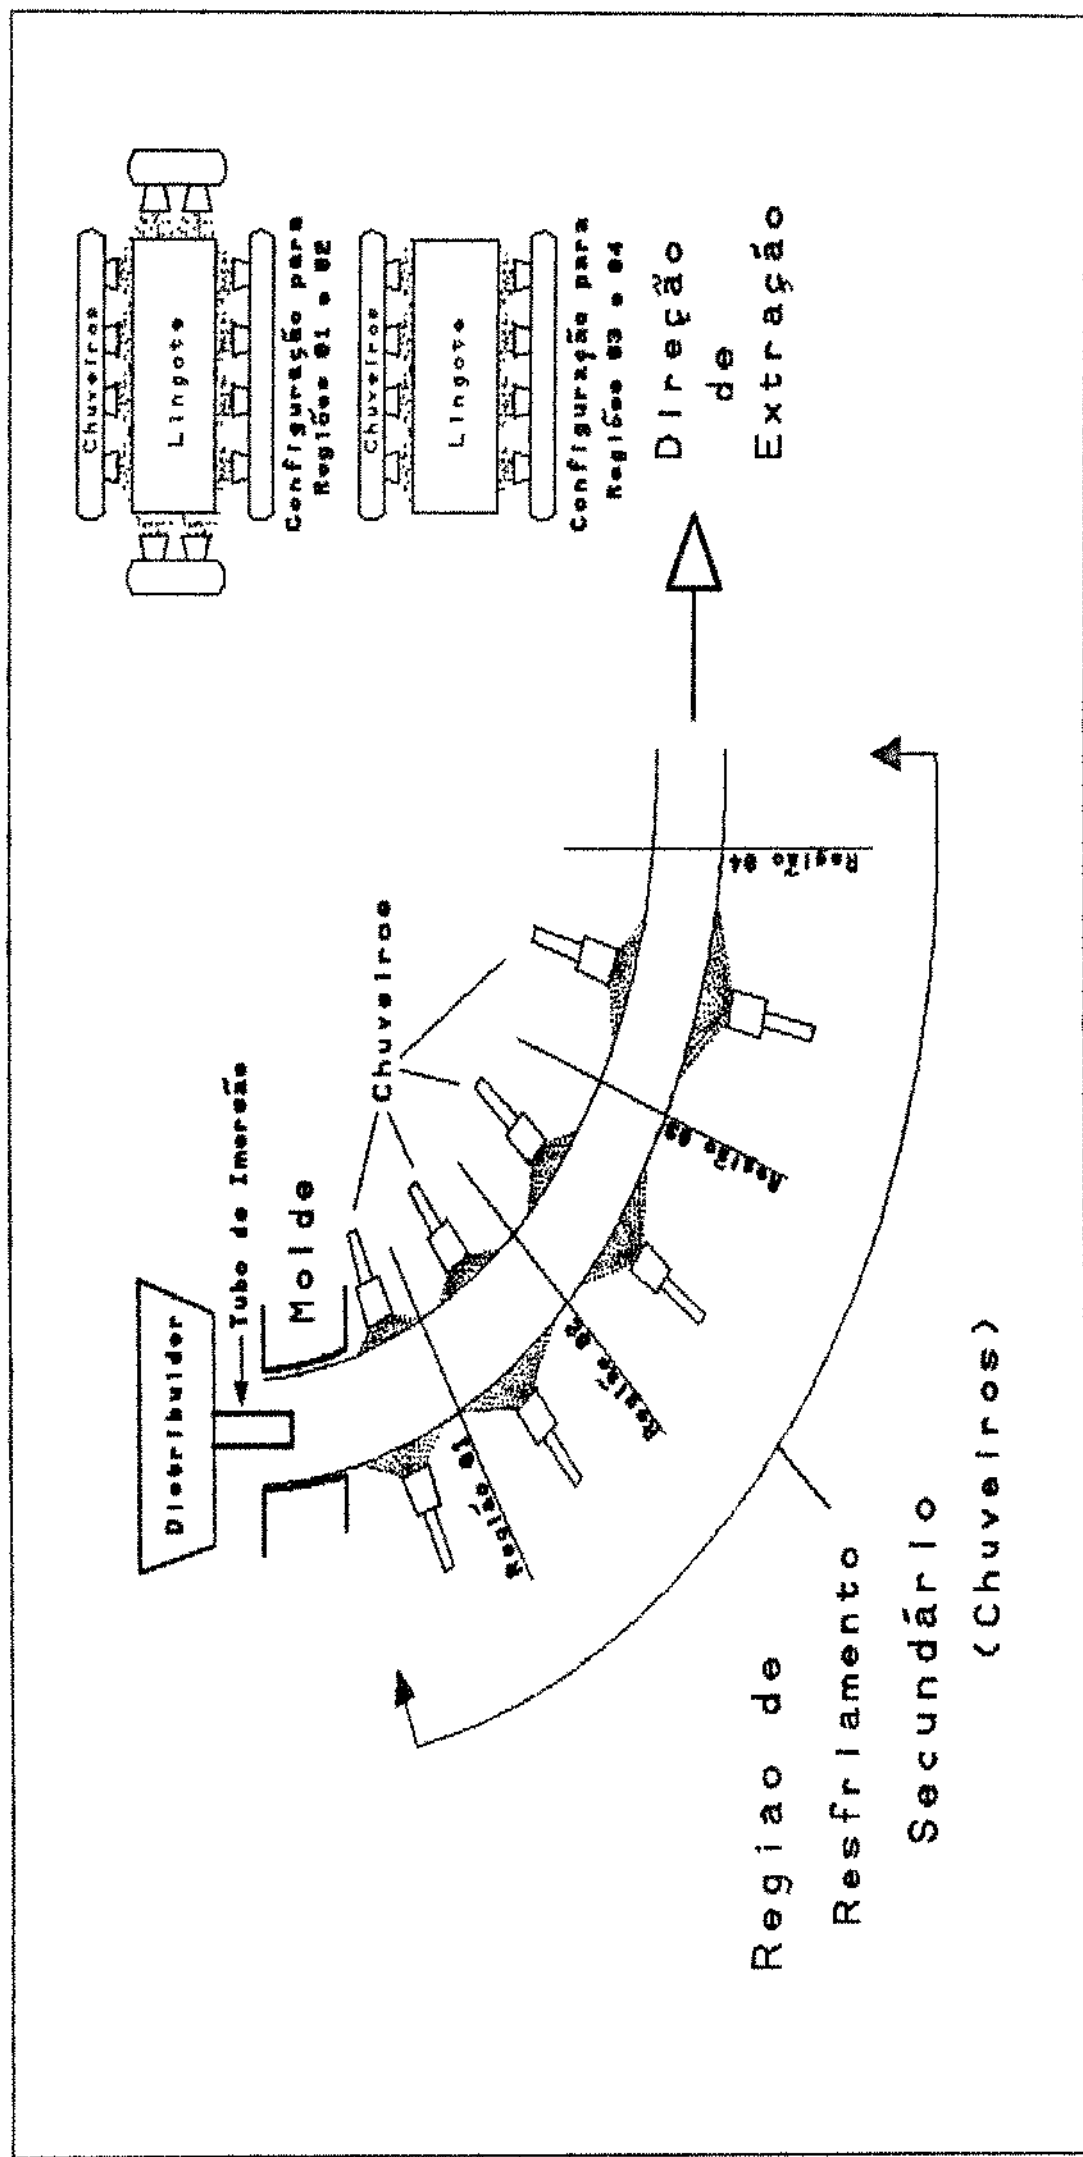 Distribuidor
Tubo de Imersão
Molde
Chuveiros
Região 01
Região 02
Região 03
Região 04
Regiao de
Resfriamento
Secundário
(Chuveiros)
Chuveiros
Lingote
Configuração para
Regiões 01 e 02
Chuveiros
Lingote
Configuração para
Regiões 03 e 04
Direção
de
Extração